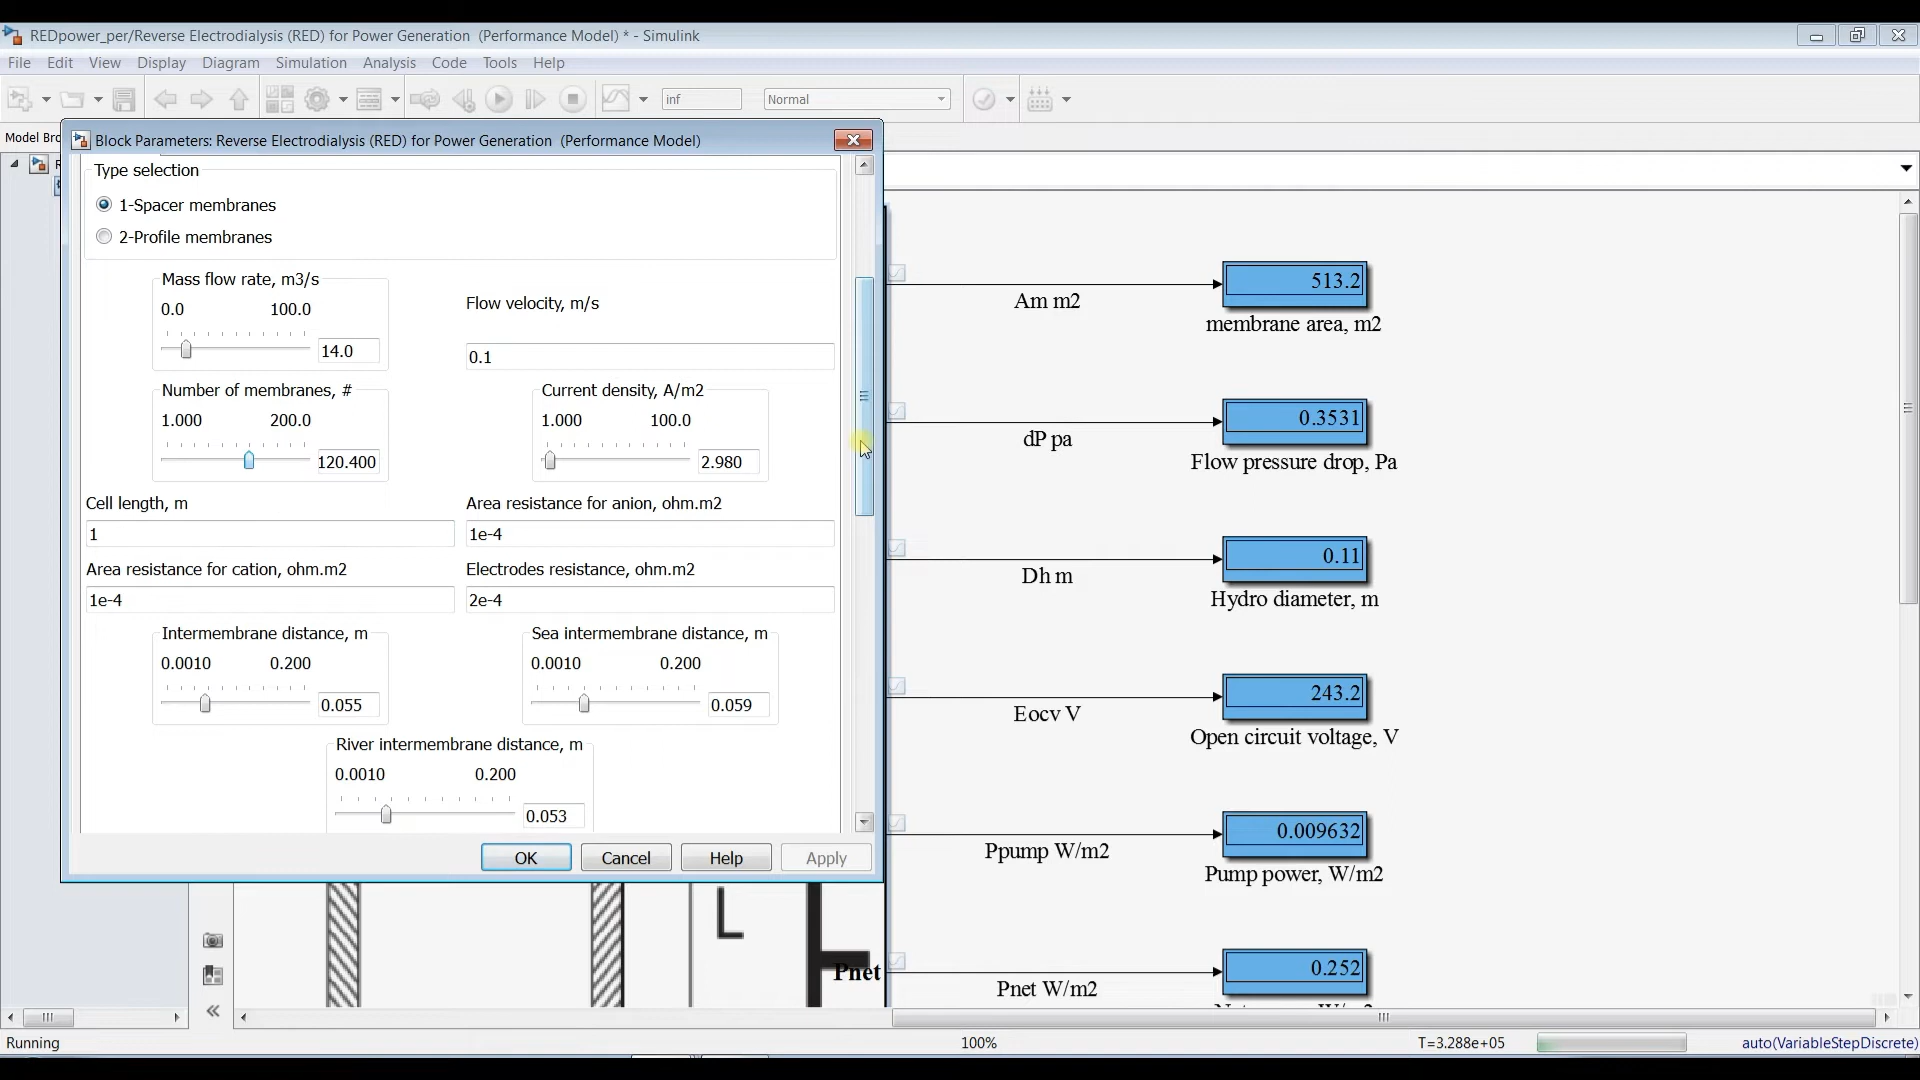 REDpower_per/Reverse Electrodialysis (RED) for Power Generation (Performance Model) * - Simulink
File Edit View Display Diagram Simulation Analysis Code Tools Help
inf Normal
Model Bro
Block Parameters: Reverse Electrodialysis (RED) for Power Generation (Performance Model)
Type selection
1-Spacer membranes
2-Profile membranes
Mass flow rate, m3/s
0.0 100.0
14.0
Flow velocity, m/s
0.1
Number of membranes, #
1.000 200.0
120.400
Current density, A/m2
1.000 100.0
2.980
Cell length, m
1
Area resistance for anion, ohm.m2
1e-4
Area resistance for cation, ohm.m2
1e-4
Electrodes resistance, ohm.m2
2e-4
Intermembrane distance, m
0.0010 0.200
0.055
Sea intermembrane distance, m
0.0010 0.200
0.059
River intermembrane distance, m
0.0010 0.200
0.053
OK Cancel Help Apply
Am m2
513.2
membrane area, m2
dP pa
0.3531
Flow pressure drop, Pa
Dh m
0.11
Hydro diameter, m
Eocv V
243.2
Open circuit voltage, V
Ppump W/m2
0.009632
Pump power, W/m2
L
Pnet
Pnet W/m2
0.252
Running 100% T=3.288e+05 auto(VariableStepDiscrete)